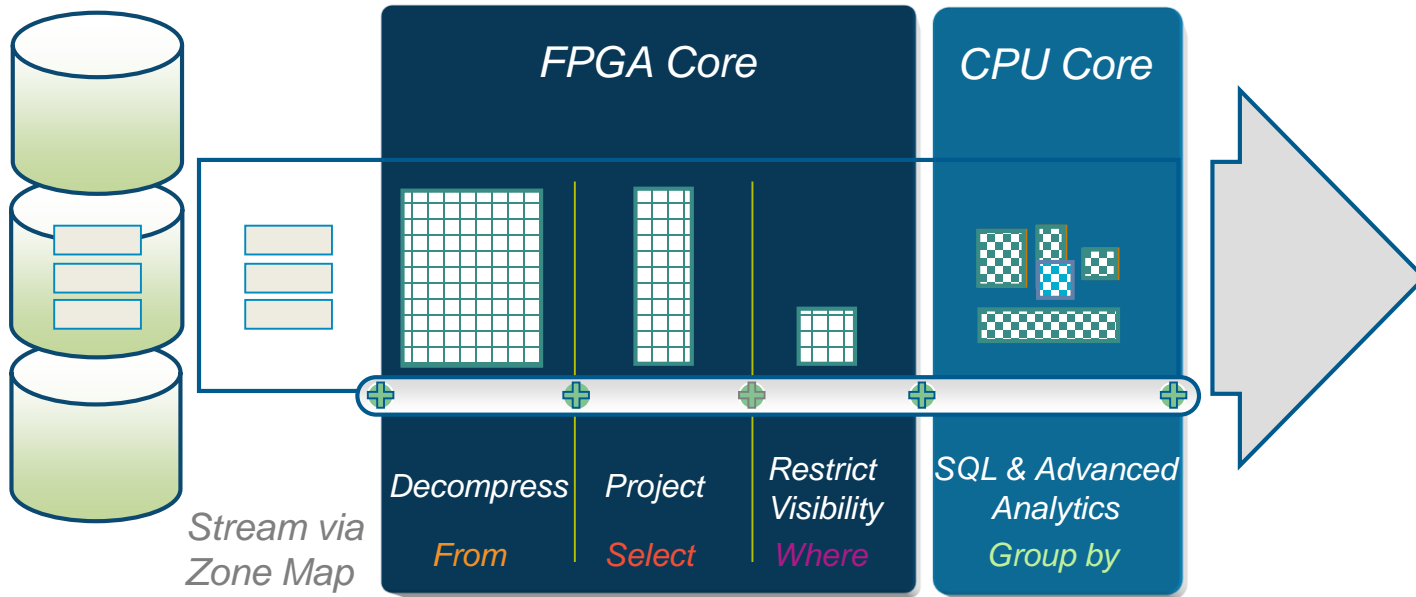 FPGA Core
CPU Core
Decompress
Project
Restrict
Visibility
SQL & Advanced
Analytics
Stream via
Zone Map
From
Select
Where
Group by